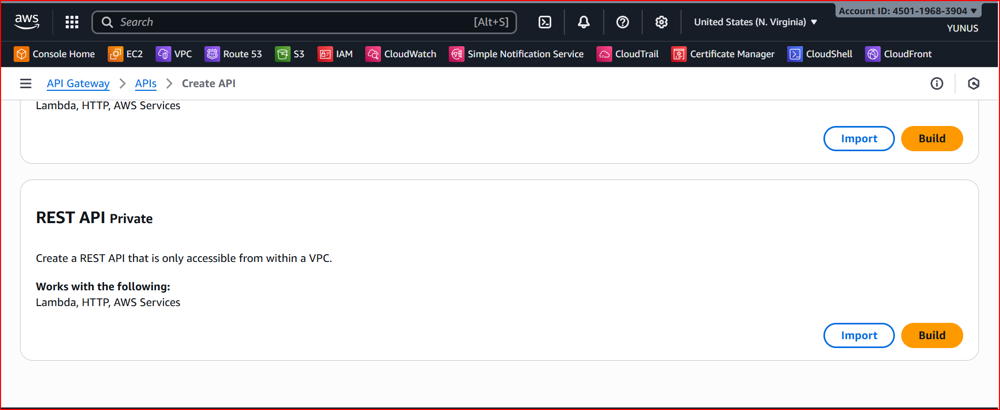 aws
Search [Alt+S]
United States (N. Virginia) ▼
Account ID: 4501-1968-3904 ▼
YUNUS
Console Home EC2 VPC Route 53 S3 IAM CloudWatch Simple Notification Service CloudTrail Certificate Manager CloudShell CloudFront
API Gateway > APIs > Create API
Lambda, HTTP, AWS Services
Import Build
REST API Private
Create a REST API that is only accessible from within a VPC.
Works with the following:
Lambda, HTTP, AWS Services
Import Build